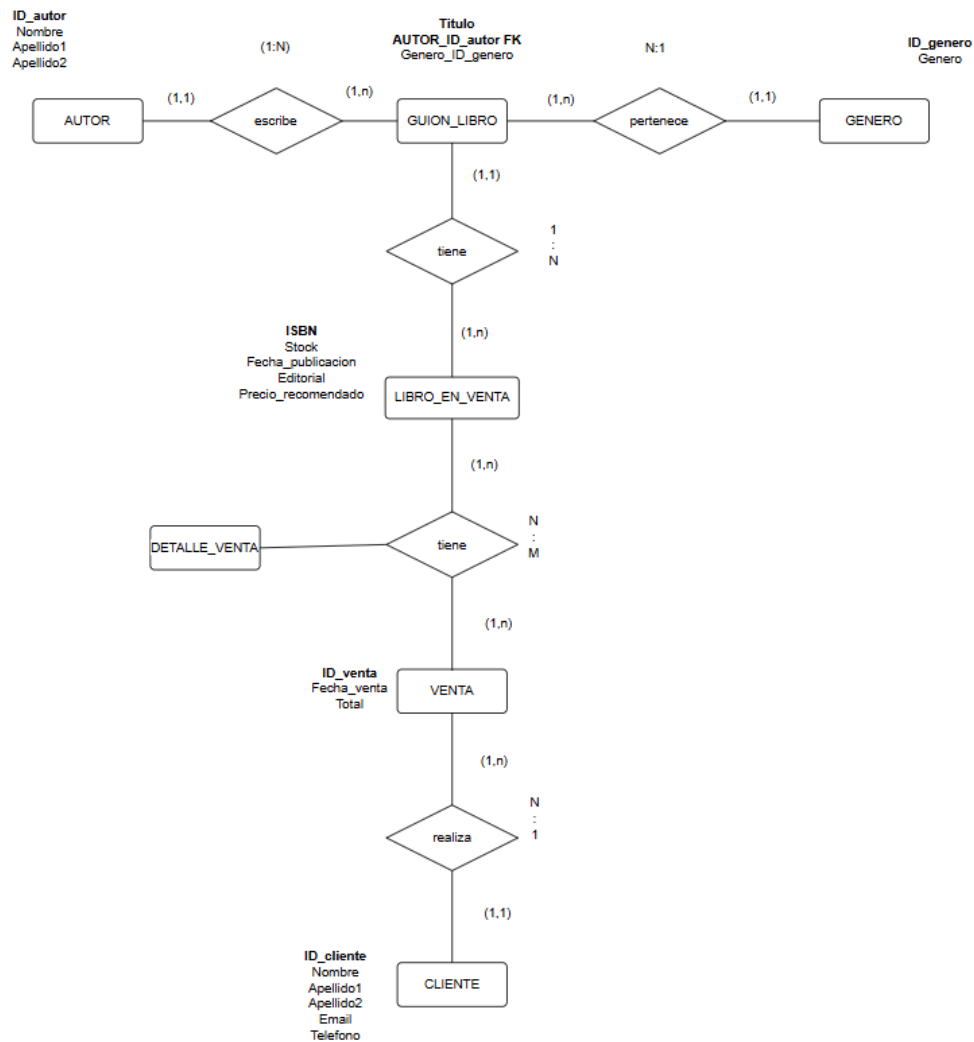 ID_autor
Nombre
Apellido1
Apellido2
(1:N)
Titulo
AUTOR_ID_autor FK
Genero_ID_genero
N:1
ID_genero
Genero
(1,1)
(1,n)
(1,n)
(1,1)
AUTOR
escribe
GUION_LIBRO
pertenece
GENERO
(1,1)
tiene
1
:
N
(1,n)
ISBN
Stock
Fecha_publicacion
Editorial
Precio_recomendado
LIBRO_EN_VENTA
(1,n)
DETALLE_VENTA
tiene
N
:
M
(1,n)
ID_venta
Fecha_venta
Total
VENTA
(1,n)
realiza
N
:
1
(1,1)
ID_cliente
Nombre
Apellido1
Apellido2
Email
Telefono
CLIENTE